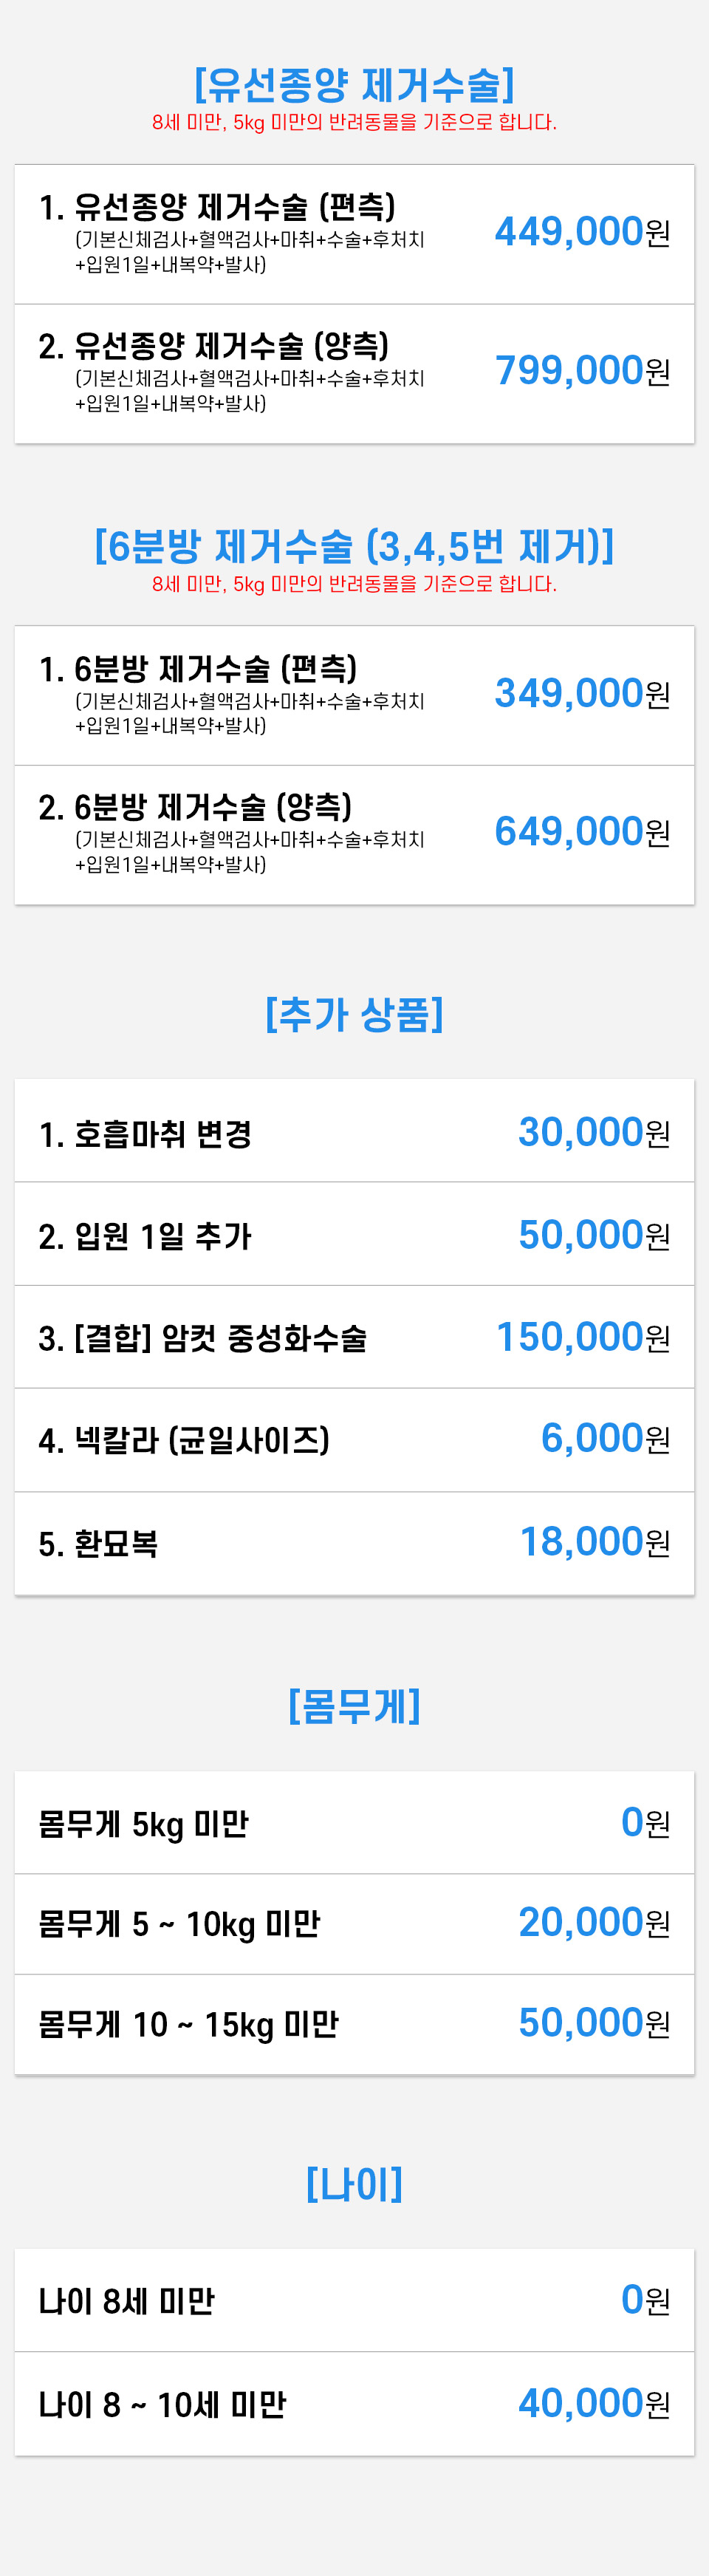 [유선종양 제거수술]
8세 미만, 5kg 미만의 반려동물을 기준으로 합니다.
1. 유선종양 제거수술 (편측)
(기본신체검사+혈액검사+마취+수술+후처치
+입원1일+내복약+발사)
449,000원
2. 유선종양 제거수술 (양측)
(기본신체검사+혈액검사+마취+수술+후처치
+입원1일+내복약+발사)
799,000원
[6분방 제거수술 (3,4,5번 제거)]
8세 미만, 5kg 미만의 반려동물을 기준으로 합니다.
1. 6분방 제거수술 (편측)
(기본신체검사+혈액검사+마취+수술+후처치
+입원1일+내복약+발사)
349,000원
2. 6분방 제거수술 (양측)
(기본신체검사+혈액검사+마취+수술+후처치
+입원1일+내복약+발사)
649,000원
[추가 상품]
1. 호흡마취 변경 30,000원
2. 입원 1일 추가 50,000원
3. [결합] 암컷 중성화수술 150,000원
4. 넥칼라 (균일사이즈) 6,000원
5. 환묘복 18,000원
[몸무게]
몸무게 5kg 미만 0원
몸무게 5 ~ 10kg 미만 20,000원
몸무게 10 ~ 15kg 미만 50,000원
[나이]
나이 8세 미만 0원
나이 8 ~ 10세 미만 40,000원